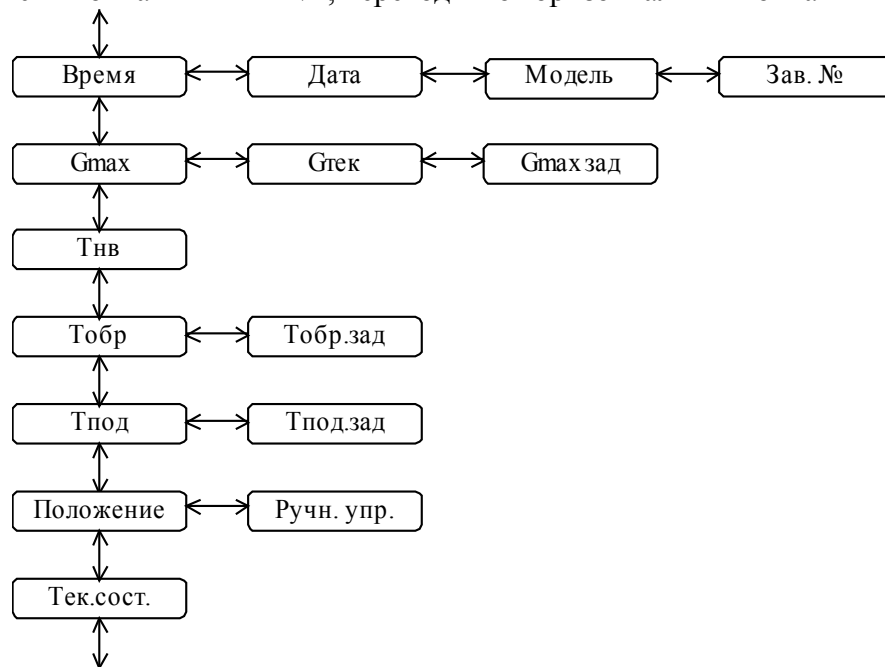 Время Дата Модель Зав. №
Gmax Gтек Gmax зад
Тнв
Тобр Тобр.зад
Тпод Тпод.зад
Положение Ручн. упр.
Тек.сост.